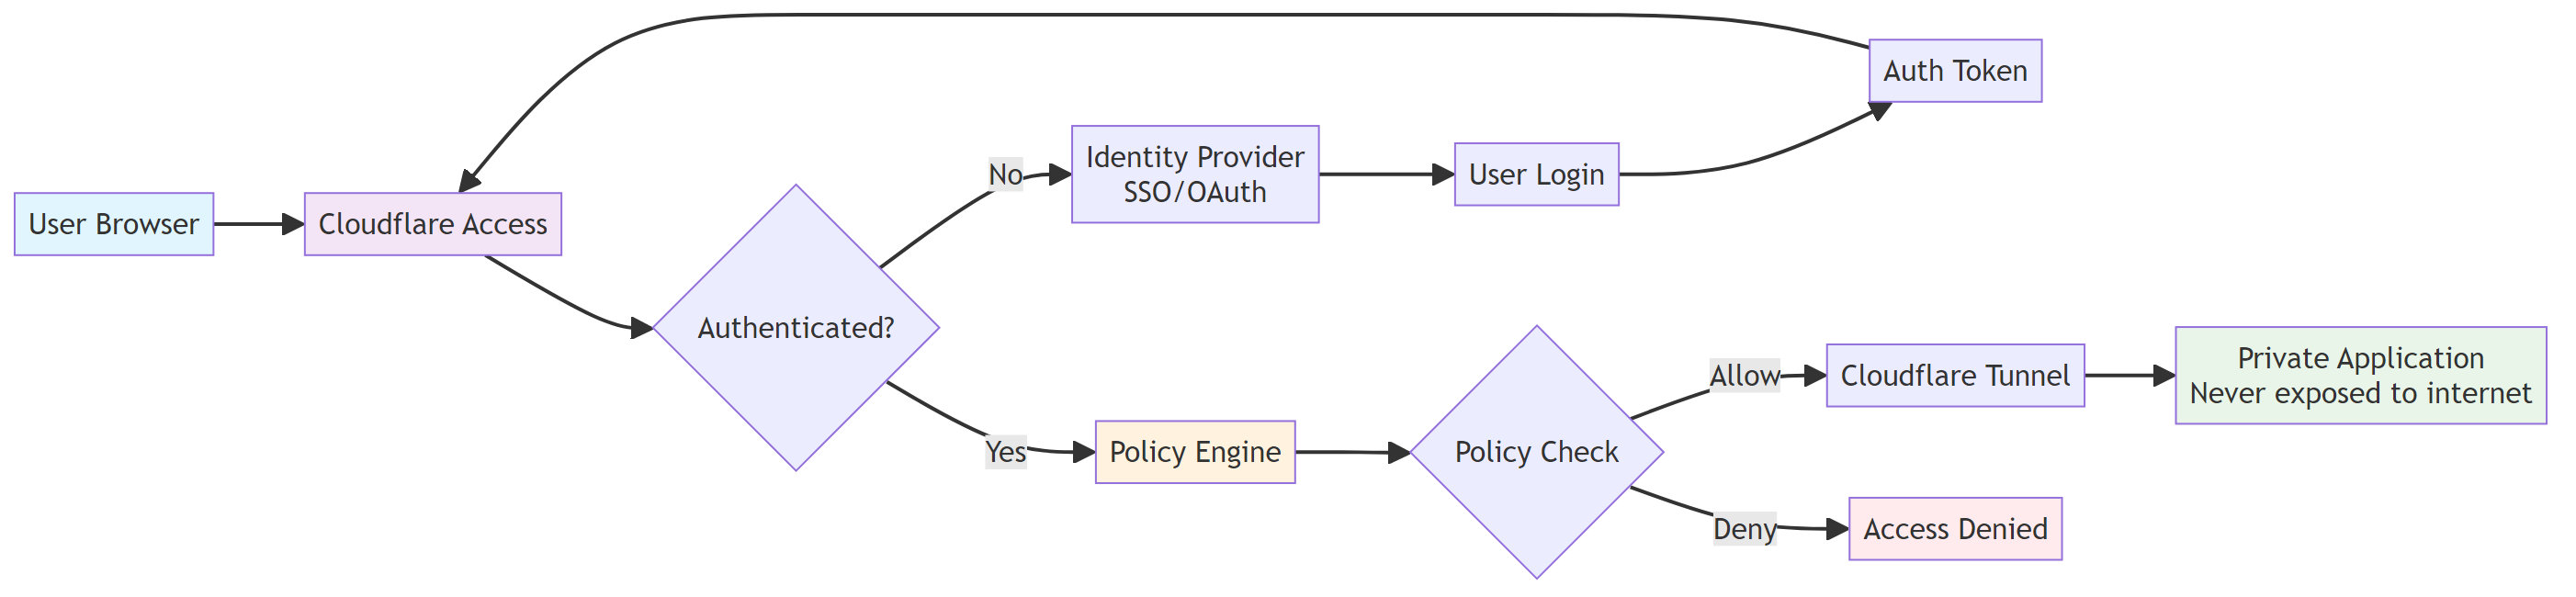 User Browser
Cloudflare Access
Authenticated?
No
Identity Provider
SSO/OAuth
User Login
Auth Token
Yes
Policy Engine
Policy Check
Allow
Cloudflare Tunnel
Private Application
Never exposed to internet
Deny
Access Denied